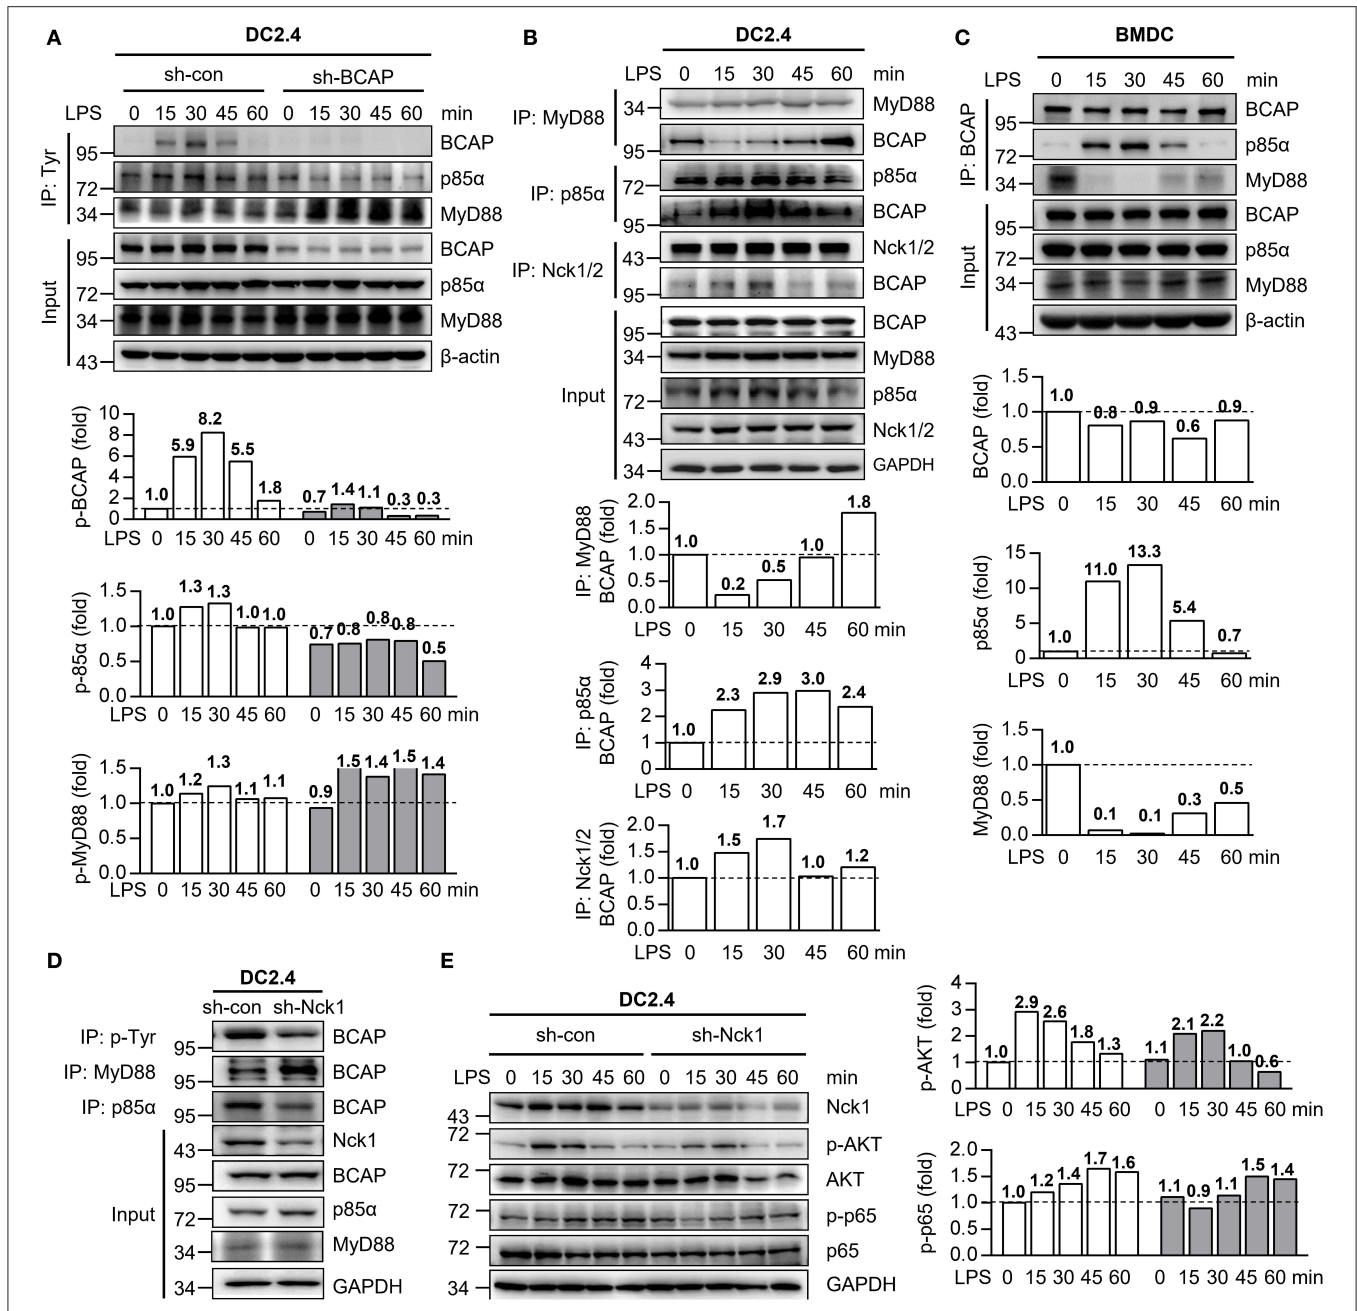 A
DC2.4
sh-con sh-BCAP
LPS 0 15 30 45 60 0 15 30 45 60 min
IP: Tyr
95 BCAP
72 p85α
34 MyD88
Input
95 BCAP
72 p85α
34 MyD88
43 β-actin
p-BCAP (fold)
10
8
6
4
2
0
1.0 5.9 8.2 5.5 1.8 0.7 1.4 1.1 0.3 0.3
LPS 0 15 30 45 60 0 15 30 45 60 min
p-85α (fold)
1.5
1.0
0.5
0.0
1.0 1.3 1.3 1.0 1.0 0.7 0.8 0.8 0.8 0.5
LPS 0 15 30 45 60 0 15 30 45 60 min
p-MyD88 (fold)
1.5
1.0
0.5
0.0
1.0 1.2 1.3 1.1 1.1 0.9 1.5 1.4 1.5 1.4
LPS 0 15 30 45 60 0 15 30 45 60 min
B
DC2.4
LPS 0 15 30 45 60 min
IP: MyD88
34 MyD88
95 BCAP
IP: p85α
72 p85α
95 BCAP
IP: Nck1/2
43 Nck1/2
95 BCAP
Input
95 BCAP
34 MyD88
72 p85α
43 Nck1/2
34 GAPDH
IP: MyD88
BCAP (fold)
2.0
1.5
1.0
0.5
0.0
1.0 0.2 0.5 1.0 1.8
LPS 0 15 30 45 60 min
IP: p85α
BCAP (fold)
4
3
2
1
0
1.0 2.3 2.9 3.0 2.4
LPS 0 15 30 45 60 min
IP: Nck1/2
BCAP (fold)
2.0
1.5
1.0
0.5
0.0
1.0 1.5 1.7 1.0 1.2
LPS 0 15 30 45 60 min
C
BMDC
LPS 0 15 30 45 60 min
IP: BCAP
95 BCAP
72 p85α
34 MyD88
Input
95 BCAP
72 p85α
34 MyD88
43 β-actin
BCAP (fold)
1.5
1.0
0.5
0.0
1.0 0.8 0.9 0.6 0.9
LPS 0 15 30 45 60 min
p85α (fold)
15
10
5
0
1.0 11.0 13.3 5.4 0.7
LPS 0 15 30 45 60 min
MyD88 (fold)
1.5
1.0
0.5
0.0
1.0 0.1 0.1 0.3 0.5
LPS 0 15 30 45 60 min
D
DC2.4
sh-con sh-Nck1
IP: p-Tyr 95 BCAP
IP: MyD88 95 BCAP
IP: p85α 95 BCAP
Input
43 Nck1
95 BCAP
72 p85α
34 MyD88
34 GAPDH
E
DC2.4
sh-con sh-Nck1
LPS 0 15 30 45 60 0 15 30 45 60 min
43 Nck1
72 p-AKT
72 AKT
72 p-p65
72 p65
34 GAPDH
p-AKT (fold)
4
3
2
1
0
1.0 2.9 2.6 1.8 1.3 1.1 2.1 2.2 1.0 0.6
LPS 0 15 30 45 60 0 15 30 45 60 min
p-p65 (fold)
2.0
1.5
1.0
0.5
0.0
1.0 1.2 1.4 1.7 1.6 1.1 0.9 1.1 1.5 1.4
LPS 0 15 30 45 60 0 15 30 45 60 min